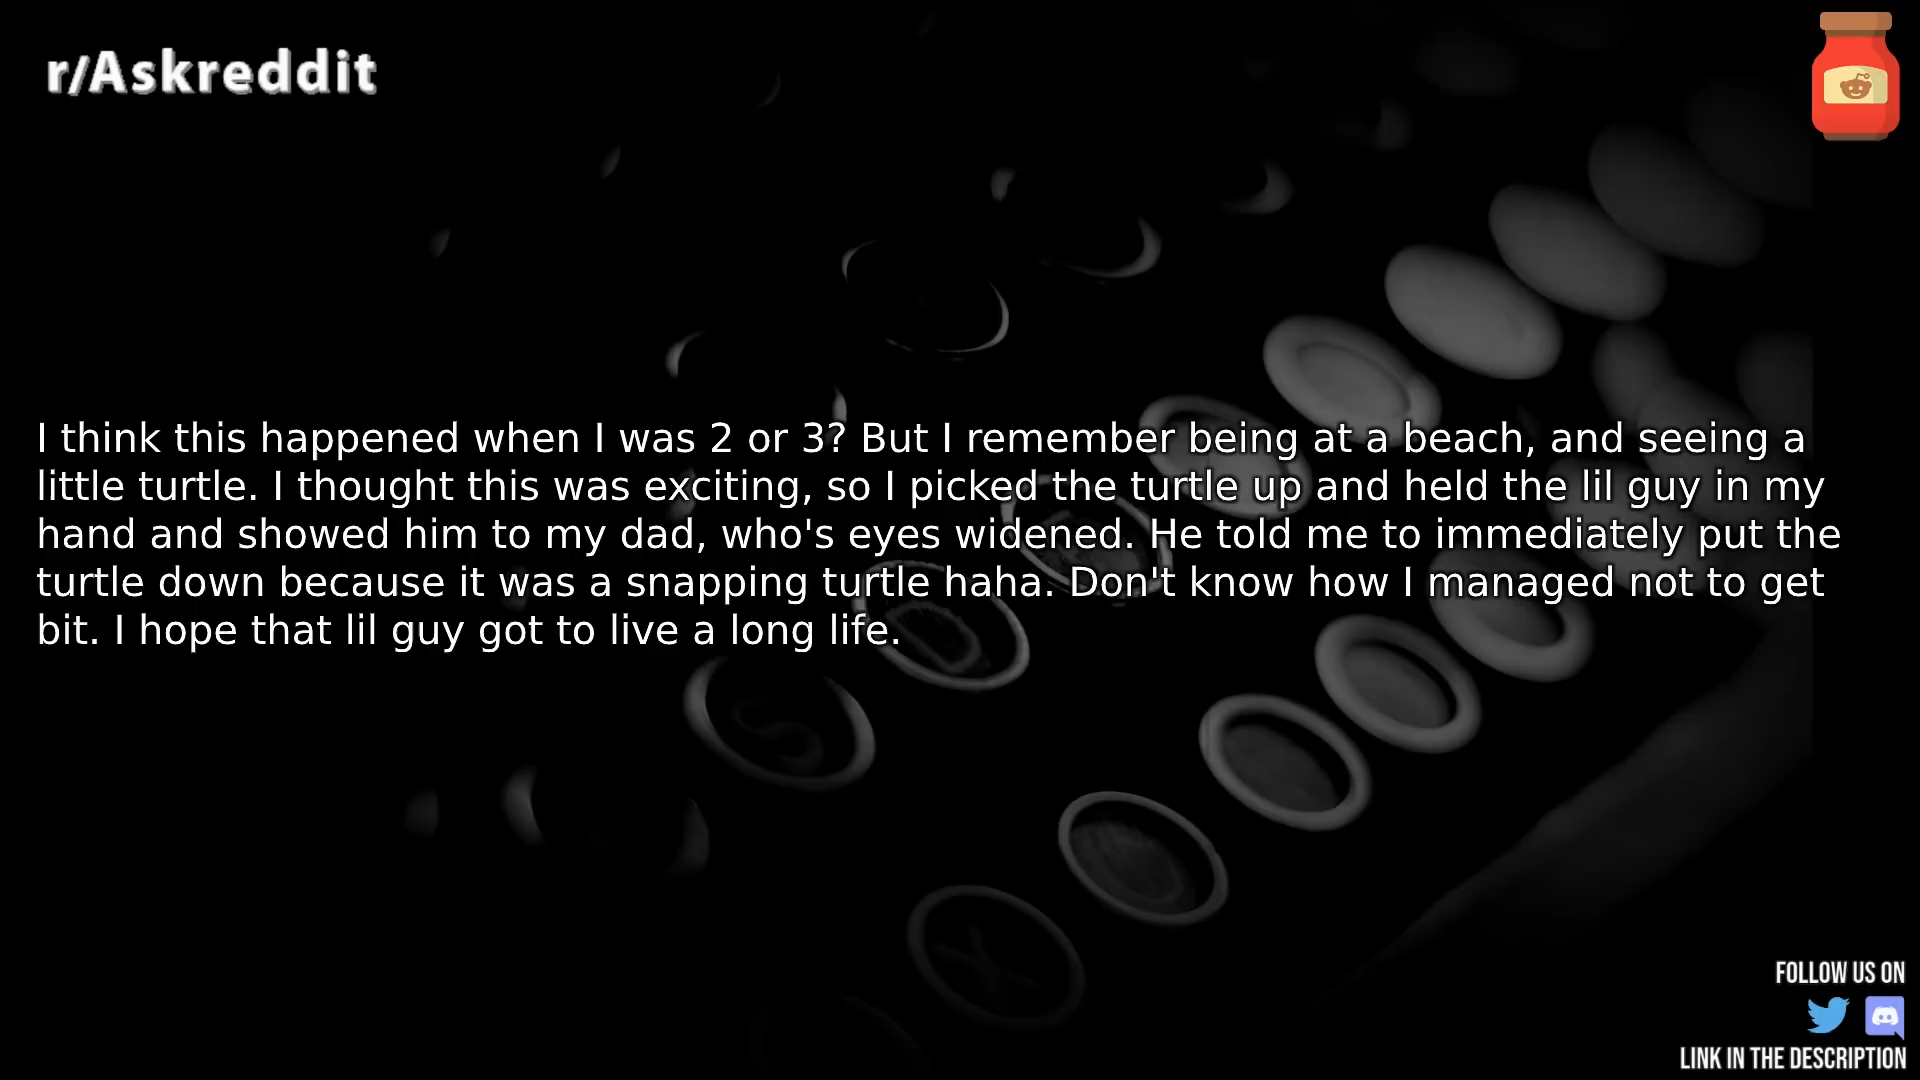 r/Askreddit
I think this happened when I was 2 or 3? But I remember being at a beach, and seeing a
little turtle. I thought this was exciting, so I picked the turtle up and held the lil guy in my
hand and showed him to my dad, who's eyes widened. He told me to immediately put the
turtle down because it was a snapping turtle haha. Don't know how I managed not to get
bit. I hope that lil guy got to live a long life.
S
X
FOLLOW US ON
LINK IN THE DESCRIPTION